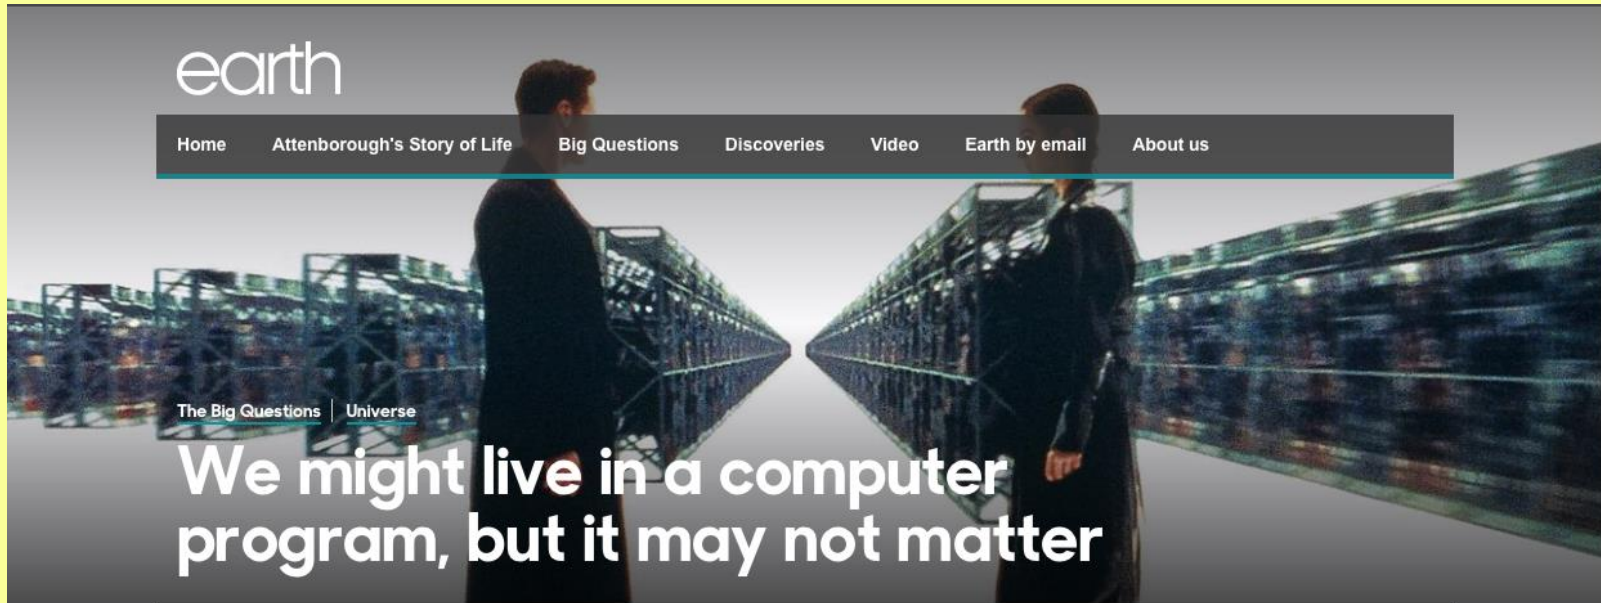 earth
Home Attenborough's Story of Life Big Questions Discoveries Video Earth by email About us
The Big Questions Universe
We might live in a computer
program, but it may not matter